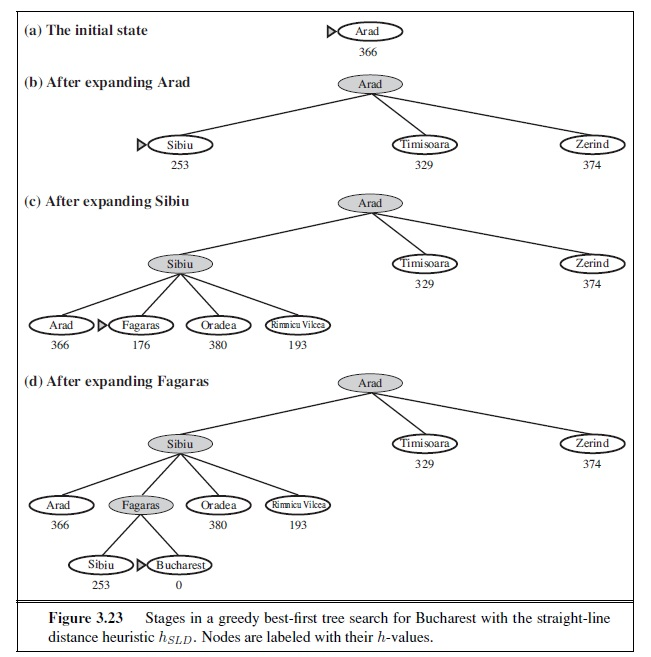 (a) The initial state
Arad
366
(b) After expanding Arad
Arad
Sibiu Timisoara Zerind
253 329 374
(c) After expanding Sibiu
Arad
Sibiu Timisoara Zerind
329 374
Arad Fagaras Oradea Rimnicu Vilcea
366 176 380 193
(d) After expanding Fagaras
Arad
Sibiu Timisoara Zerind
329 374
Arad Fagaras Oradea Rimnicu Vilcea
366 380 193
Sibiu Bucharest
253 0
Figure 3.23 Stages in a greedy best-first tree search for Bucharest with the straight-line
distance heuristic hSLD. Nodes are labeled with their h-values.